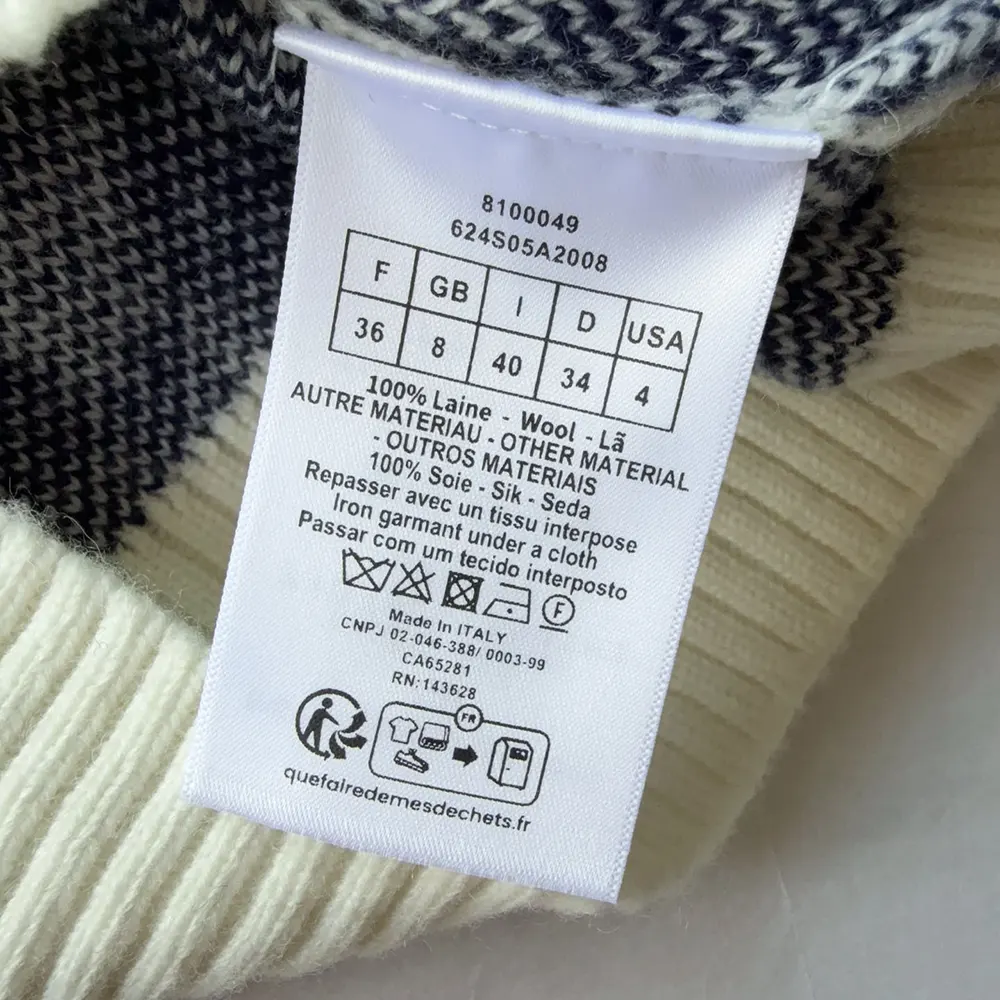 8100049
624S05A2008
F GB I D USA
36 8 40 34 4
100% Laine - Wool - Lã
AUTRE MATERIAU - OTHER MATERIAL
- OUTROS MATERIAIS
100% Soie - Sik - Seda
Repasser avec un tissu interpose
Iron garmant under a cloth
Passar com um tecido interposto
F
Made In ITALY
CNPJ 02-046-388/ 0003-99
CA65281
RN:143628
FR
quefairedemesdechets.fr